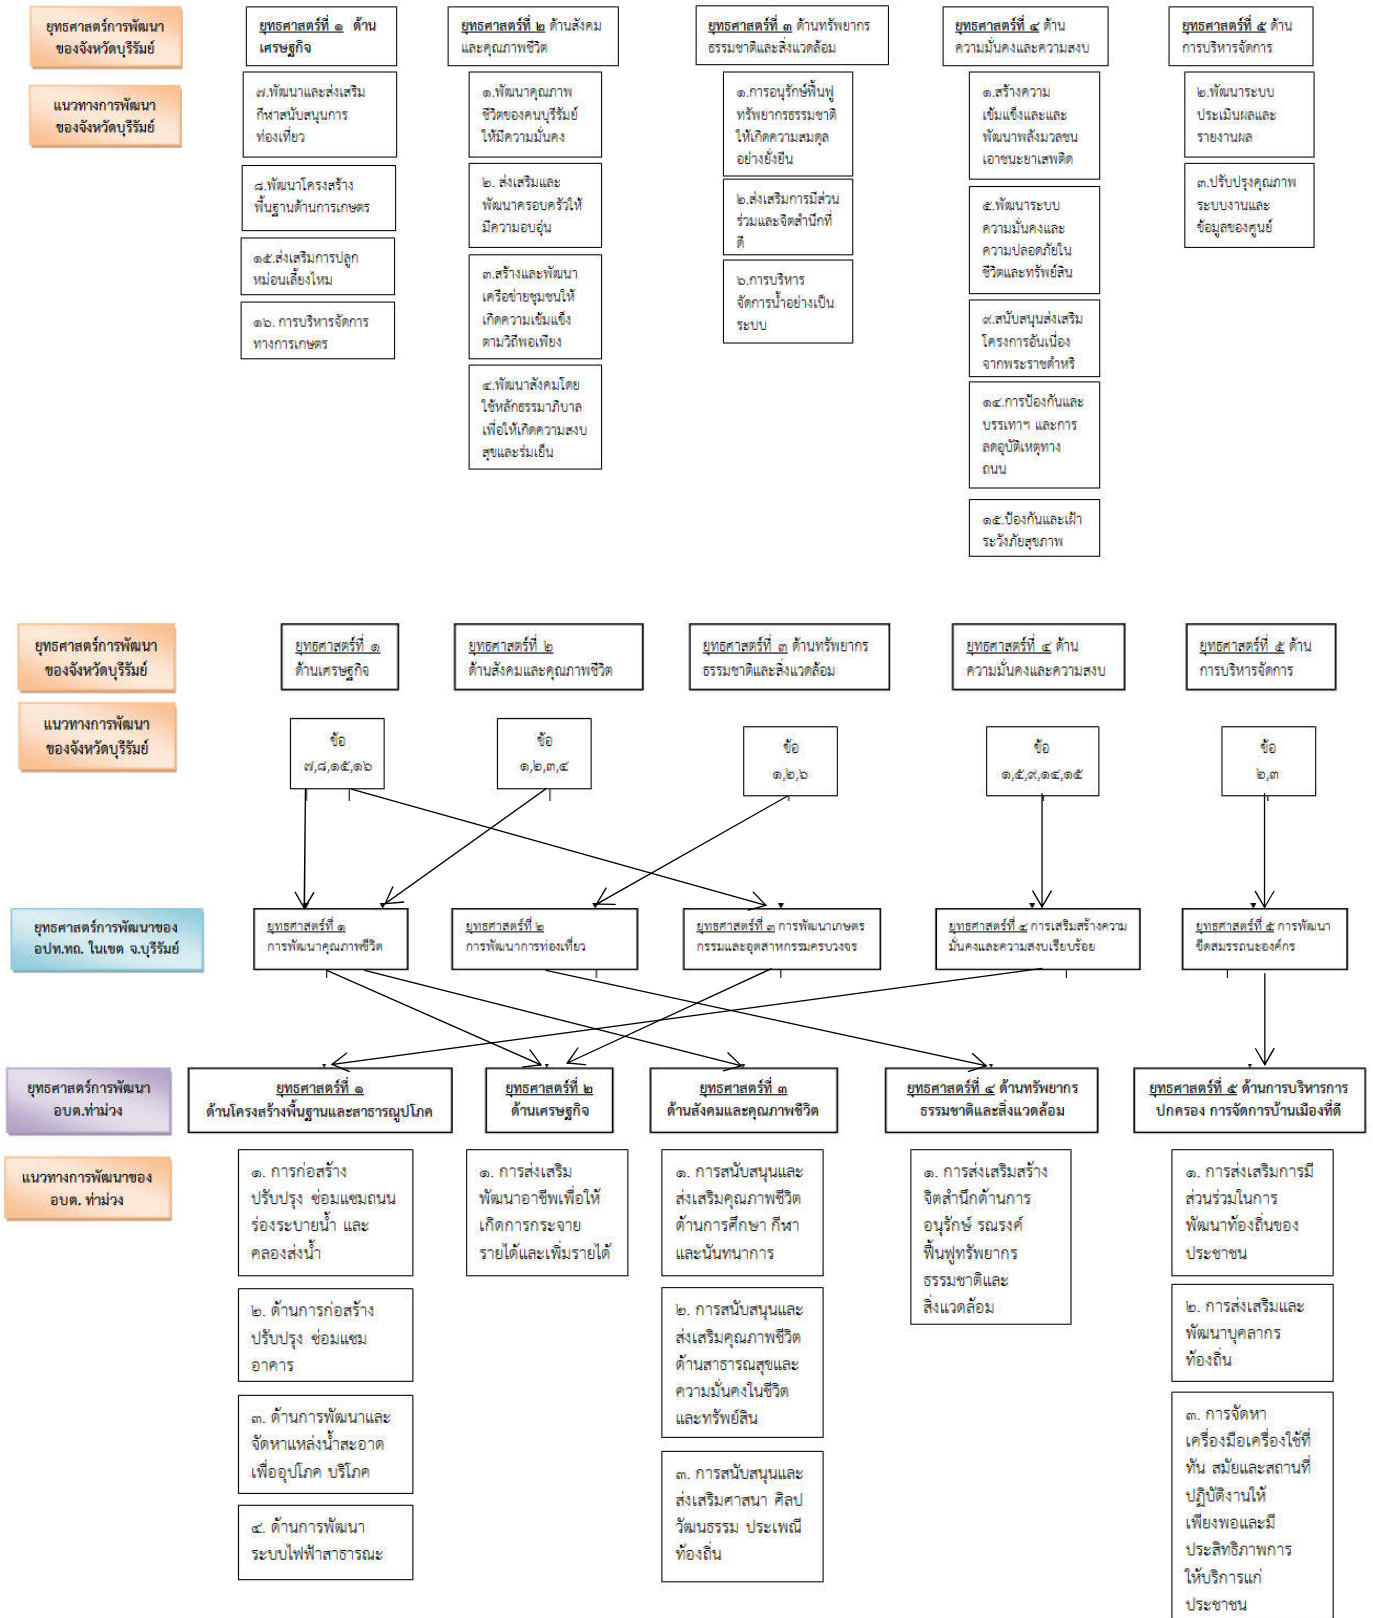 ยุทธศาสตร์การพัฒนา
ของจังหวัดบุรีรัมย์
ยุทธศาสตร์ที่ ๑ ด้าน
เศรษฐกิจ
ยุทธศาสตร์ที่ ๒ ด้านสังคม
และคุณภาพชีวิต
ยุทธศาสตร์ที่ ๓ ด้านทรัพยากร
ธรรมชาติและสิ่งแวดล้อม
ยุทธศาสตร์ที่ ๔ ด้าน
ความมั่นคงและความสงบ
ยุทธศาสตร์ที่ ๕ ด้าน
การบริหารจัดการ
แนวทางการพัฒนา
ของจังหวัดบุรีรัมย์
๗.พัฒนาและส่งเสริม
กีฬาสนับสนุนการ
ท่องเที่ยว
๘.พัฒนาโครงสร้าง
พื้นฐานด้านการเกษตร
๑๕.ส่งเสริมการปลูก
หม่อนเลี้ยงไหม
๑๖. การบริหารจัดการ
ทางการเกษตร
๑.พัฒนาคุณภาพ
ชีวิตของคนบุรีรัมย์
ให้มีความมั่นคง
๒. ส่งเสริมและ
พัฒนาครอบครัวให้
มีความอบอุ่น
๓.สร้างและพัฒนา
เครือข่ายชุมชนให้
เกิดความเข้มแข็ง
ตามวิถีพอเพียง
๔.พัฒนาสังคมโดย
ใช้หลักธรรมาภิบาล
เพื่อให้เกิดความสงบ
สุขและร่มเย็น
๑.การอนุรักษ์ฟื้นฟู
ทรัพยากรธรรมชาติ
ให้เกิดความสมดุล
อย่างยั่งยืน
๒.ส่งเสริมการมีส่วน
ร่วมและจิตสำนึกที่
ดี
๖.การบริหาร
จัดการน้ำอย่างเป็น
ระบบ
๑.สร้างความ
เข้มแข็งและและ
พัฒนาพลังมวลชน
เอาชนะยาเสพติด
๕.พัฒนาระบบ
ความมั่นคงและ
ความปลอดภัยใน
ชีวิตและทรัพย์สิน
๙.สนับสนุนส่งเสริม
โครงการอันเนื่อง
จากพระราชดำหริ
๑๔.การป้องกันและ
บรรเทาฯ และการ
ลดอุบัติเหตุทาง
ถนน
๑๕.ป้องกันและเฝ้า
ระวังภัยสุขภาพ
๒.พัฒนาระบบ
ประเมินผลและ
รายงานผล
๓.ปรับปรุงคุณภาพ
ระบบงานและ
ข้อมูลของศูนย์
ยุทธศาสตร์การพัฒนา
ของจังหวัดบุรีรัมย์
ยุทธศาสตร์ที่ ๑
ด้านเศรษฐกิจ
ยุทธศาสตร์ที่ ๒
ด้านสังคมและคุณภาพชีวิต
ยุทธศาสตร์ที่ ๓ ด้านทรัพยากร
ธรรมชาติและสิ่งแวดล้อม
ยุทธศาสตร์ที่ ๔ ด้าน
ความมั่นคงและความสงบ
ยุทธศาสตร์ที่ ๕ ด้าน
การบริหารจัดการ
แนวทางการพัฒนา
ของจังหวัดบุรีรัมย์
ข้อ
๗,๘,๑๕,๑๖
ข้อ
๑,๒,๓,๔
ข้อ
๑,๒,๖
ข้อ
๑,๕,๙,๑๔,๑๕
ข้อ
๒,๓
ยุทธศาสตร์การพัฒนาของ
อปท.ทถ. ในเขต จ.บุรีรัมย์
ยุทธศาสตร์ที่ ๑
การพัฒนาคุณภาพชีวิต
ยุทธศาสตร์ที่ ๒
การพัฒนาการท่องเที่ยว
ยุทธศาสตร์ที่ ๓ การพัฒนาเกษตร
กรรมและอุตสาหกรรมครบวงจร
ยุทธศาสตร์ที่ ๔ การเสริมสร้างความ
มั่นคงและความสงบเรียบร้อย
ยุทธศาสตร์ที่ ๕ การพัฒนา
ขีดสมรรถนะองค์กร
ยุทธศาสตร์การพัฒนา
อบต.ท่าม่วง
ยุทธศาสตร์ที่ ๑
ด้านโครงสร้างพื้นฐานและสาธารณูปโภค
ยุทธศาสตร์ที่ ๒
ด้านเศรษฐกิจ
ยุทธศาสตร์ที่ ๓
ด้านสังคมและคุณภาพชีวิต
ยุทธศาสตร์ที่ ๔ ด้านทรัพยากร
ธรรมชาติและสิ่งแวดล้อม
ยุทธศาสตร์ที่ ๕ ด้านการบริหารการ
ปกครอง การจัดการบ้านเมืองที่ดี
แนวทางการพัฒนาของ
อบต. ท่าม่วง
๑. การก่อสร้าง
ปรับปรุง ซ่อมแซมถนน
ร่องระบายน้ำ และ
คลองส่งน้ำ
๒. ด้านการก่อสร้าง
ปรับปรุง ซ่อมแซม
อาคาร
๓. ด้านการพัฒนาและ
จัดหาแหล่งน้ำสะอาด
เพื่ออุปโภค บริโภค
๔. ด้านการพัฒนา
ระบบไฟฟ้าสาธารณะ
๑. การส่งเสริม
พัฒนาอาชีพเพื่อให้
เกิดการกระจาย
รายได้และเพิ่มรายได้
๑. การสนับสนุนและ
ส่งเสริมคุณภาพชีวิต
ด้านการศึกษา กีฬา
และนันทนาการ
๒. การสนับสนุนและ
ส่งเสริมคุณภาพชีวิต
ด้านสาธารณสุขและ
ความมั่นคงในชีวิต
และทรัพย์สิน
๓. การสนับสนุนและ
ส่งเสริมศาสนา ศิลป
วัฒนธรรม ประเพณี
ท้องถิ่น
๑. การส่งเสริมสร้าง
จิตสำนึกด้านการ
อนุรักษ์ รณรงค์
ฟื้นฟูทรัพยากร
ธรรมชาติและ
สิ่งแวดล้อม
๑. การส่งเสริมการมี
ส่วนร่วมในการ
พัฒนาท้องถิ่นของ
ประชาชน
๒. การส่งเสริมและ
พัฒนาบุคลากร
ท้องถิ่น
๓. การจัดหา
เครื่องมือเครื่องใช้ที่
ทัน สมัยและสถานที่
ปฏิบัติงานให้
เพียงพอและมี
ประสิทธิภาพการ
ให้บริการแก่
ประชาชน